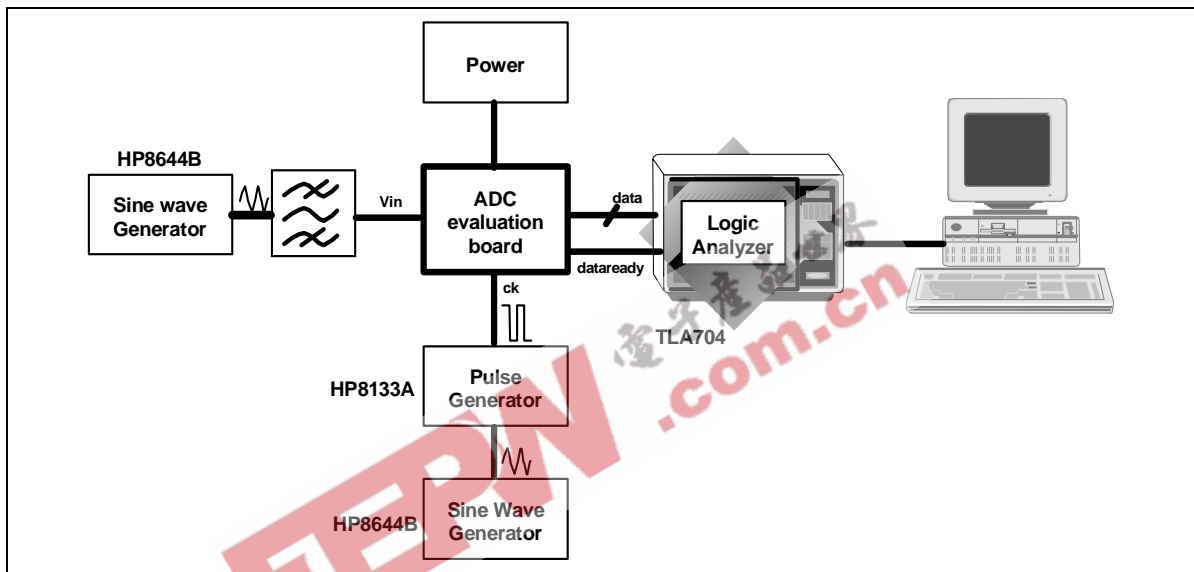 Power
HP8644B
Sine wave
Generator
Vin
ADC
evaluation
board
data
dataready
Logic
Analyzer
TLA704
ck
HP8133A
Pulse
Generator
HP8644B
Sine Wave
Generator
EEPW
.com.cn